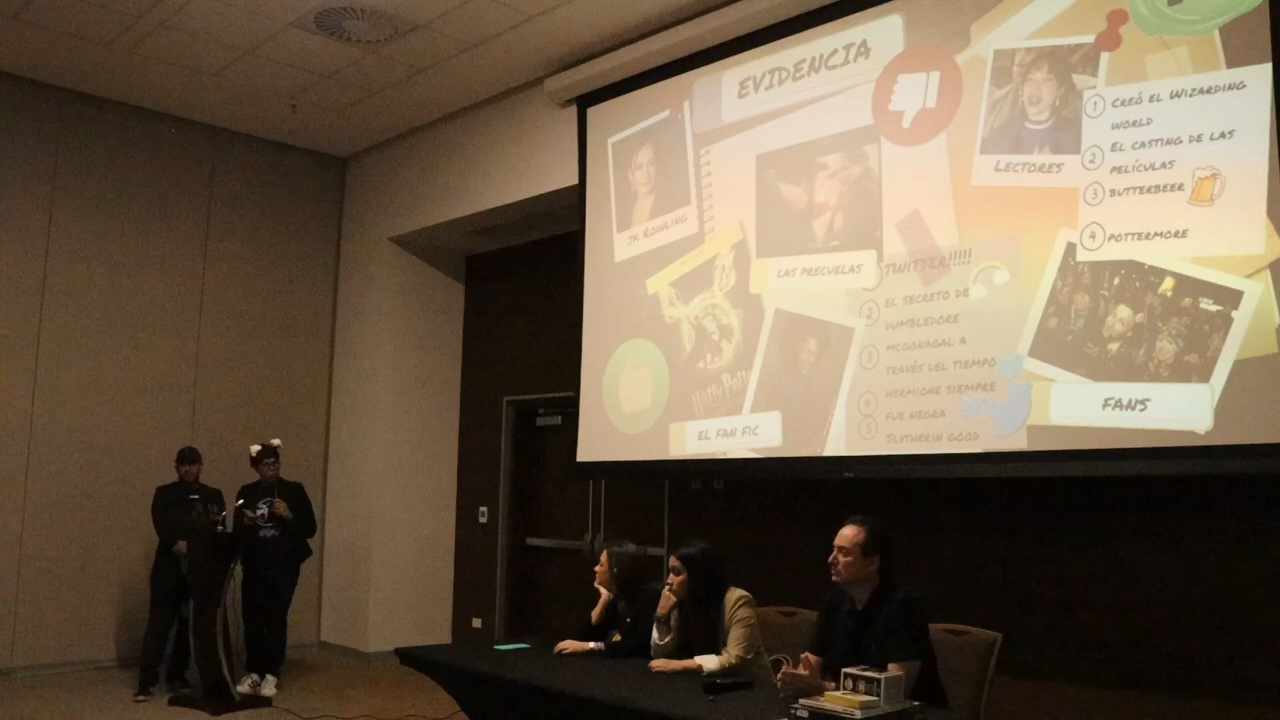 EVIDENCIA
JK ROWLING
LAS PRECUELAS
LECTORES
① CREÓ EL WIZARDING
WORLD
② EL CASTING DE LAS
PELÍCULAS
③ BUTTERBEER
④ POTTERMORE
TWITTER!!!!!
② EL SECRETO DE
DUMBLEDORE
③ MCGONAGAL A
TRAVÉS DEL TIEMPO
④ HERMIONE SIEMPRE
FUE NEGRA
⑤ SLYTHERIN GOOD
Harry Potter
EL FAN FIC
FANS